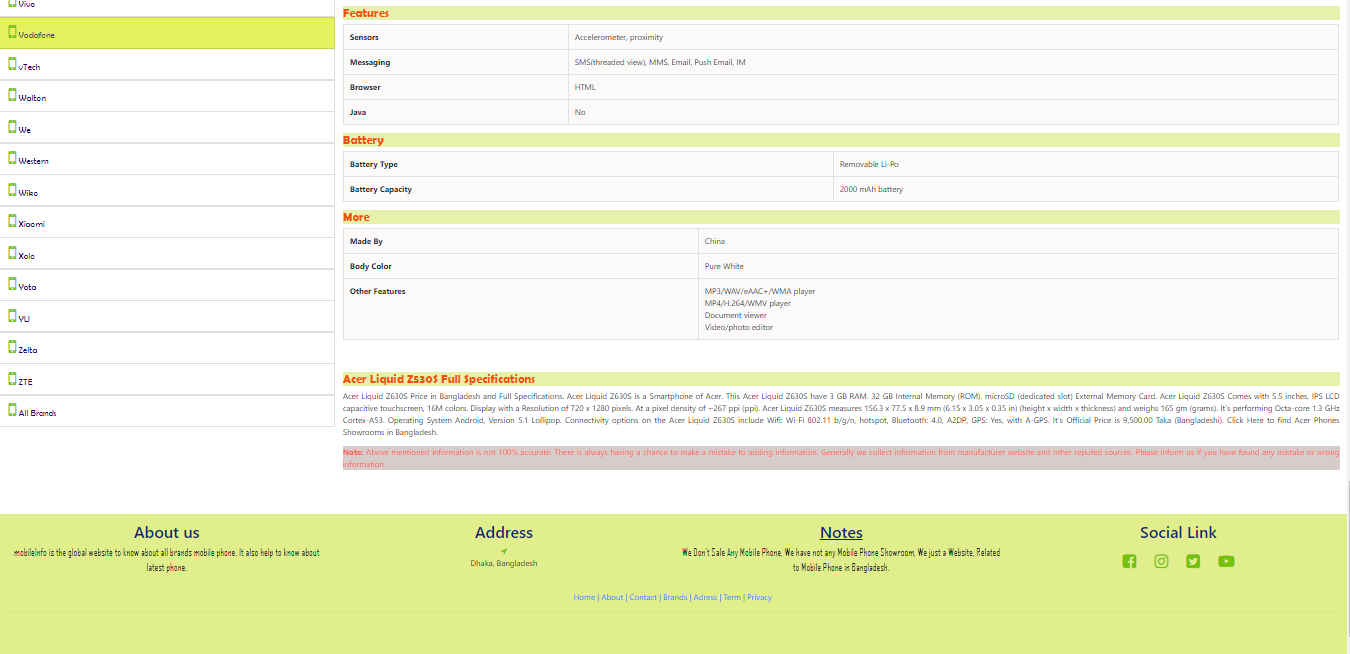 Vivo
Vodafone
vTech
Walton
We
Western
Wiko
Xiaomi
Xolo
Yota
YU
Zelta
ZTE
All Brands
Features
Sensors Accelerometer, proximity
Messaging SMS(threaded view), MMS, Email, Push Email, IM
Browser HTML
Java No
Battery
Battery Type Removable Li-Po
Battery Capacity 2000 mAh battery
More
Made By China
Body Color Pure White
Other Features MP3/WAV/eAAC+/WMA player
MP4/H.264/WMV player
Document viewer
Video/photo editor
Acer Liquid Z530S Full Specifications
Acer Liquid Z630S Price in Bangladesh and Full Specifications. Acer Liquid Z630S is a Smartphone of Acer. This Acer Liquid Z630S have 3 GB RAM. 32 GB Internal Memory (ROM). microSD (dedicated slot) External Memory Card. Acer Liquid Z630S Comes with 5.5 inches, IPS LCD
capacitive touchscreen, 16M colors. Display with a Resolution of 720 x 1280 pixels. At a pixel density of ~267 ppi (ppi). Acer Liquid Z630S measures 156.3 x 77.5 x 8.9 mm (6.15 x 3.05 x 0.35 in) (height x width x thickness) and weighs 165 gm (grams). It's performing Octa-core 1.3 GHz
Cortex-A53. Operating System Android, Version 5.1 Lollipop. Connectivity options on the Acer Liquid Z630S include Wifi: Wi-Fi 802.11 b/g/n, hotspot, Bluetooth: 4.0, A2DP, GPS: Yes, with A-GPS. It's Official Price is 9,500.00 Taka (Bangladesh). Click Here to find Acer Phones
Showrooms in Bangladesh.
Note: Above mentioned information is not 100% accurate. There is always having a chance to make a mistake to adding information. Generally we collect information from manufacturer website and other reputed sources. Please inform us if you have found any mistake or wrong
information.
About us
mobileInfo is the global website to know about all brands mobile phone. It also help to know about
latest phone.
Address
Dhaka, Bangladesh
Notes
We Don't Sale Any Mobile Phone, We have not any Mobile Phone Showroom, We just a Website, Related
to Mobile Phone in Bangladesh.
Social Link
Home | About | Contact | Brands | Adress | Term | Privacy